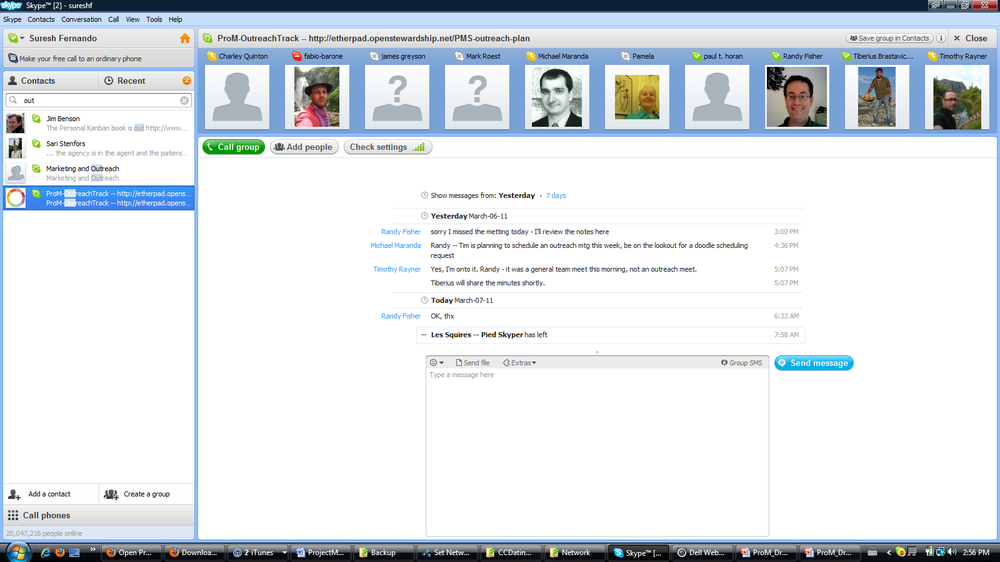 Skype™ [2] - sureshf
Skype Contacts Conversation Call View Tools Help
Suresh Fernando
Make your free call to an ordinary phone
Contacts
Recent
2
out
Jim Benson
The Personal Kanban book is out http://www....
Sari Stenfors
... the agency is in the agent and the patienc...
Marketing and Outreach
Marketing and Outreach
ProM-OutreachTrack -- http://etherpad.opens...
ProM-OutreachTrack -- http://etherpad.opens...
Add a contact
Create a group
Call phones
20,047,216 people online
ProM-OutreachTrack -- http://etherpad.openstewardship.net/PMS-outreach-plan
Save group in Contacts
Close
Charley Quinton
fabio-barone
james greyson
Mark Roest
Michael Maranda
Pamela
paul t. horan
Randy Fisher
Tiberius Brastavic...
Timothy Rayner
Call group
Add people
Check settings
Show messages from: Yesterday • 7 days
Yesterday March-06-11
Randy Fisher sorry I missed the metting today - I'll review the notes here 3:00 PM
Michael Maranda Randy -- Tim is planning to schedule an outreach mtg this week, be on the lookout for a doodle scheduling 4:36 PM
request
Timothy Rayner Yes, I'm onto it. Randy - it was a general team meet this morning, not an outreach meet. 5:07 PM
Tiberius will share the minutes shortly. 5:07 PM
Today March-07-11
Randy Fisher OK, thx 6:33 AM
Les Squires -- Pied Skyper has left 7:58 AM
Send file
Extras
Group SMS
Type a message here
Send message
Open Pr...
Downloa...
2 iTunes
ProjectM...
Backup
Set Netw...
CCDatin...
Network
Skype™ [...
Dell Web...
ProM_Dr...
ProM_Dr...
2:56 PM